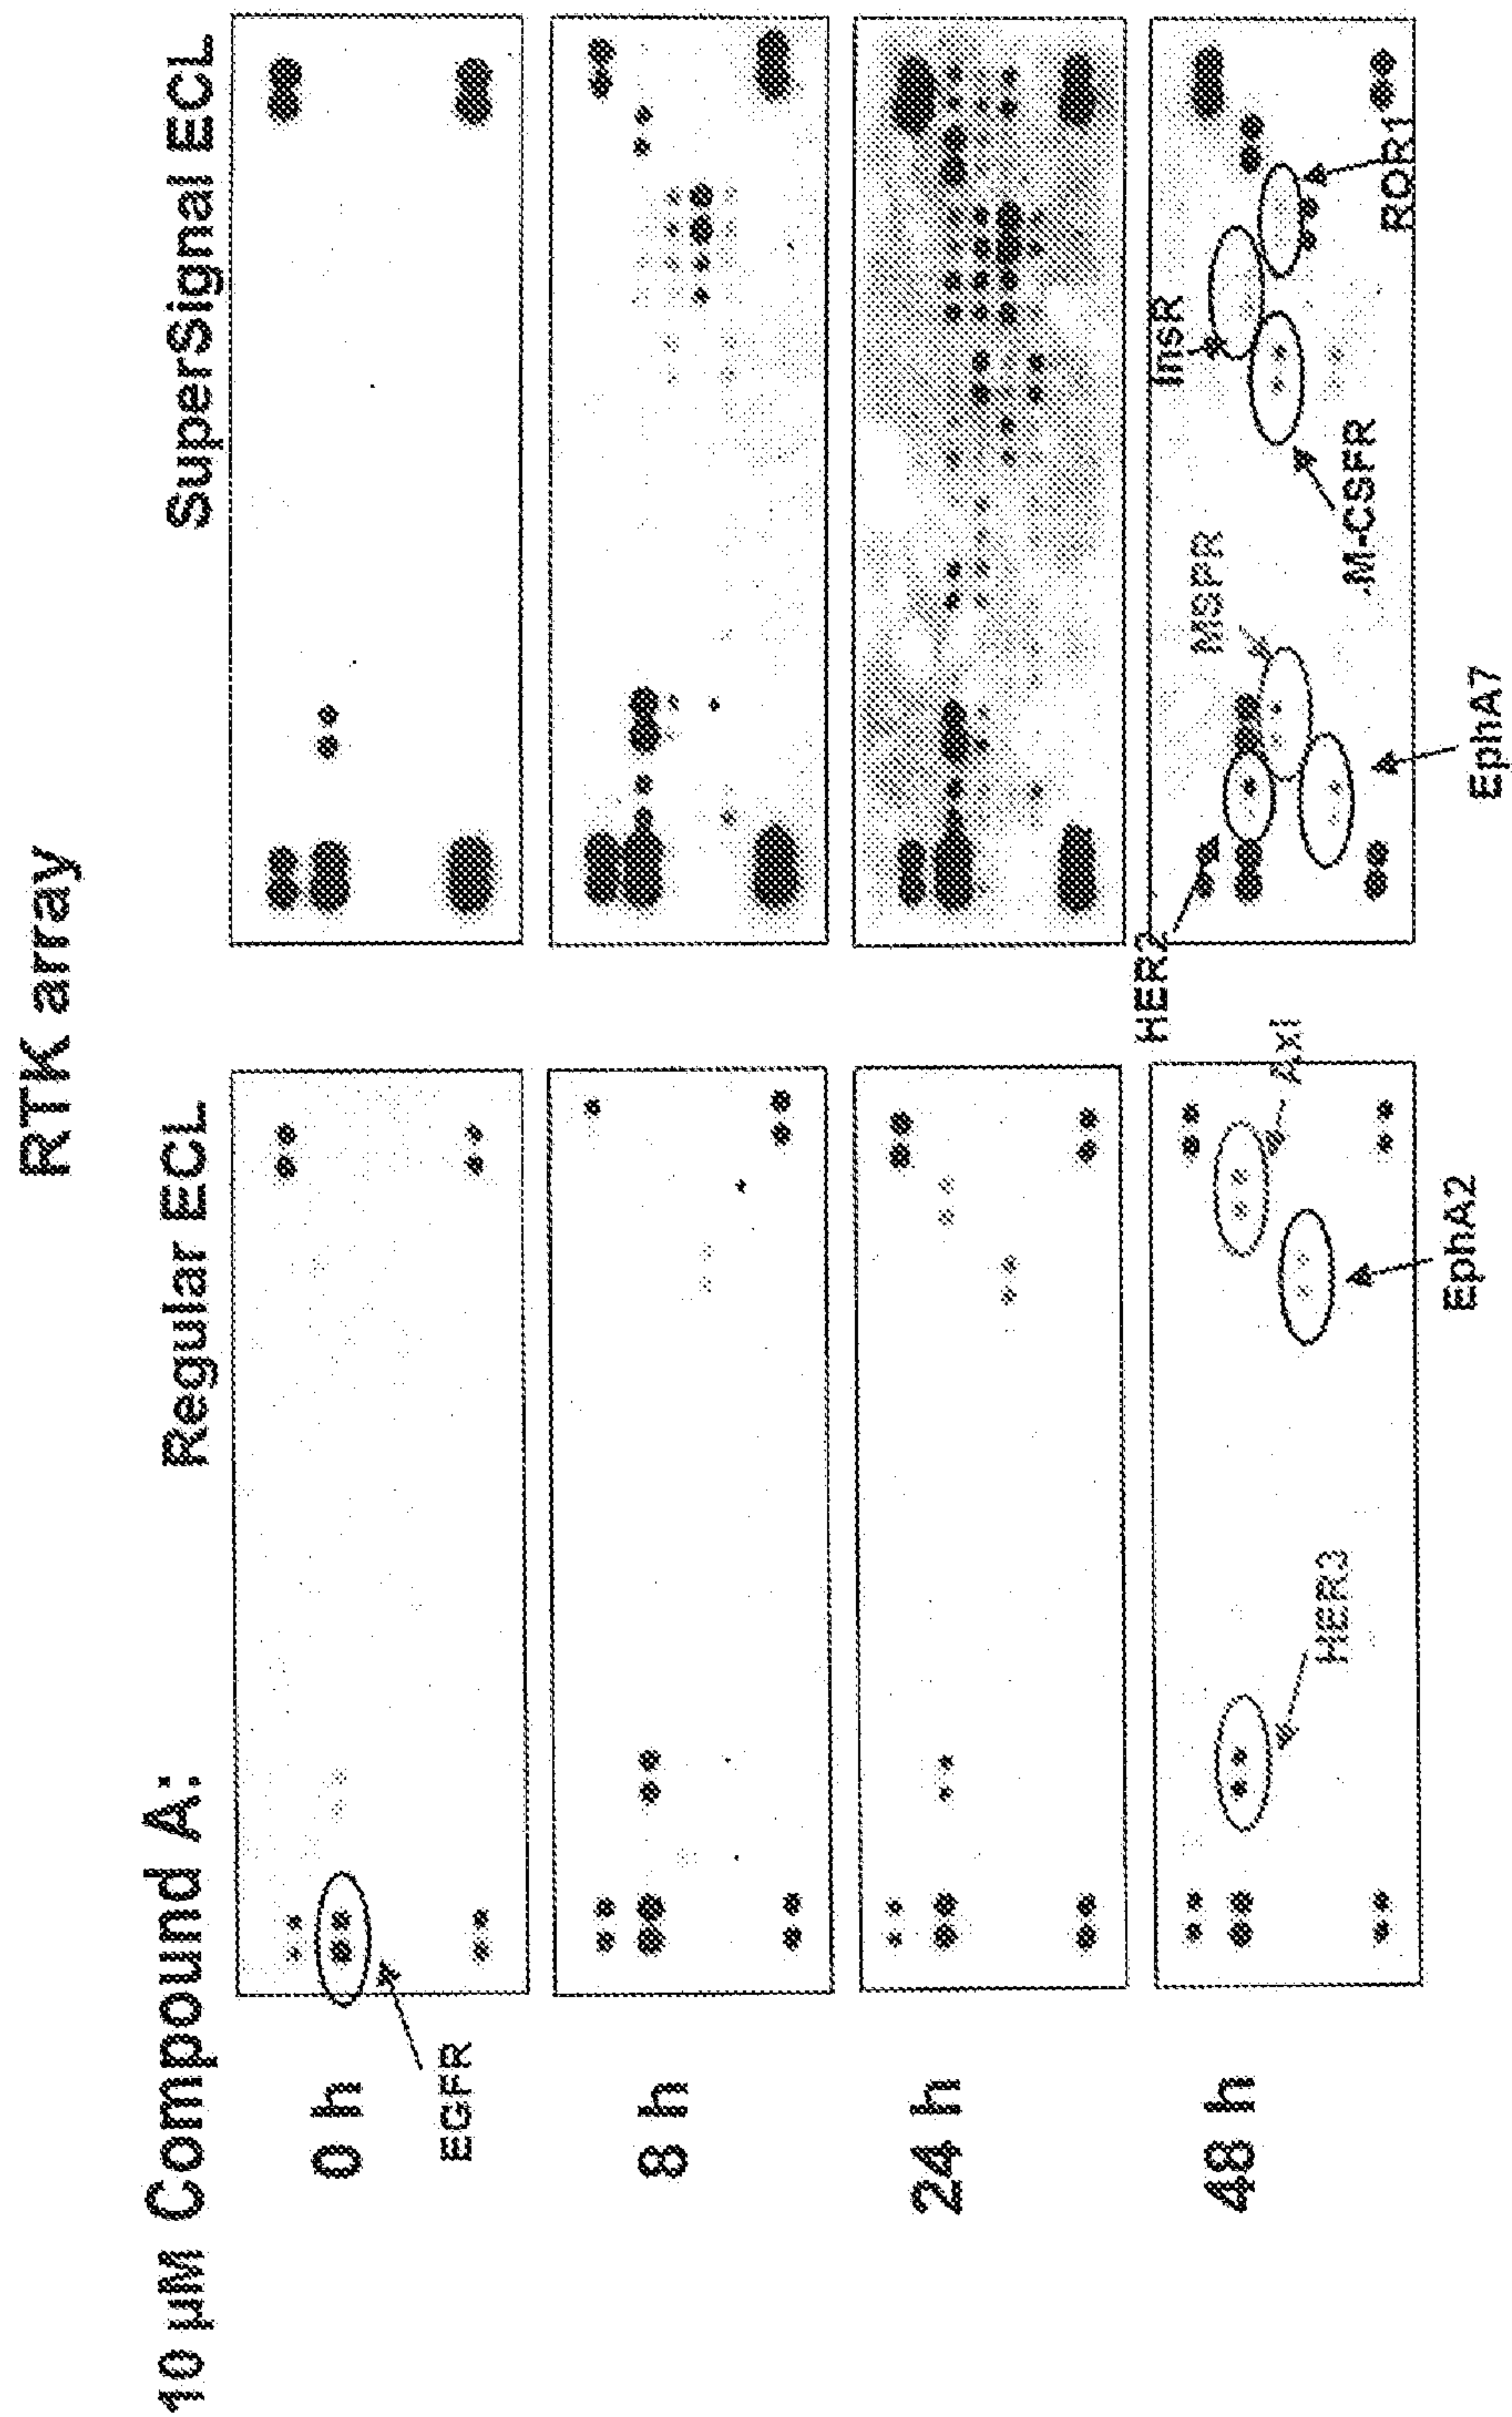 RTK array
10 µM Compound A:
Regular ECL
SuperSignal ECL
0 h
EGFR
8 h
24 h
48 h
HER3
Axl
EphA2
HER2
MSPR
InsR
M-CSFR
ROR1
EphA7